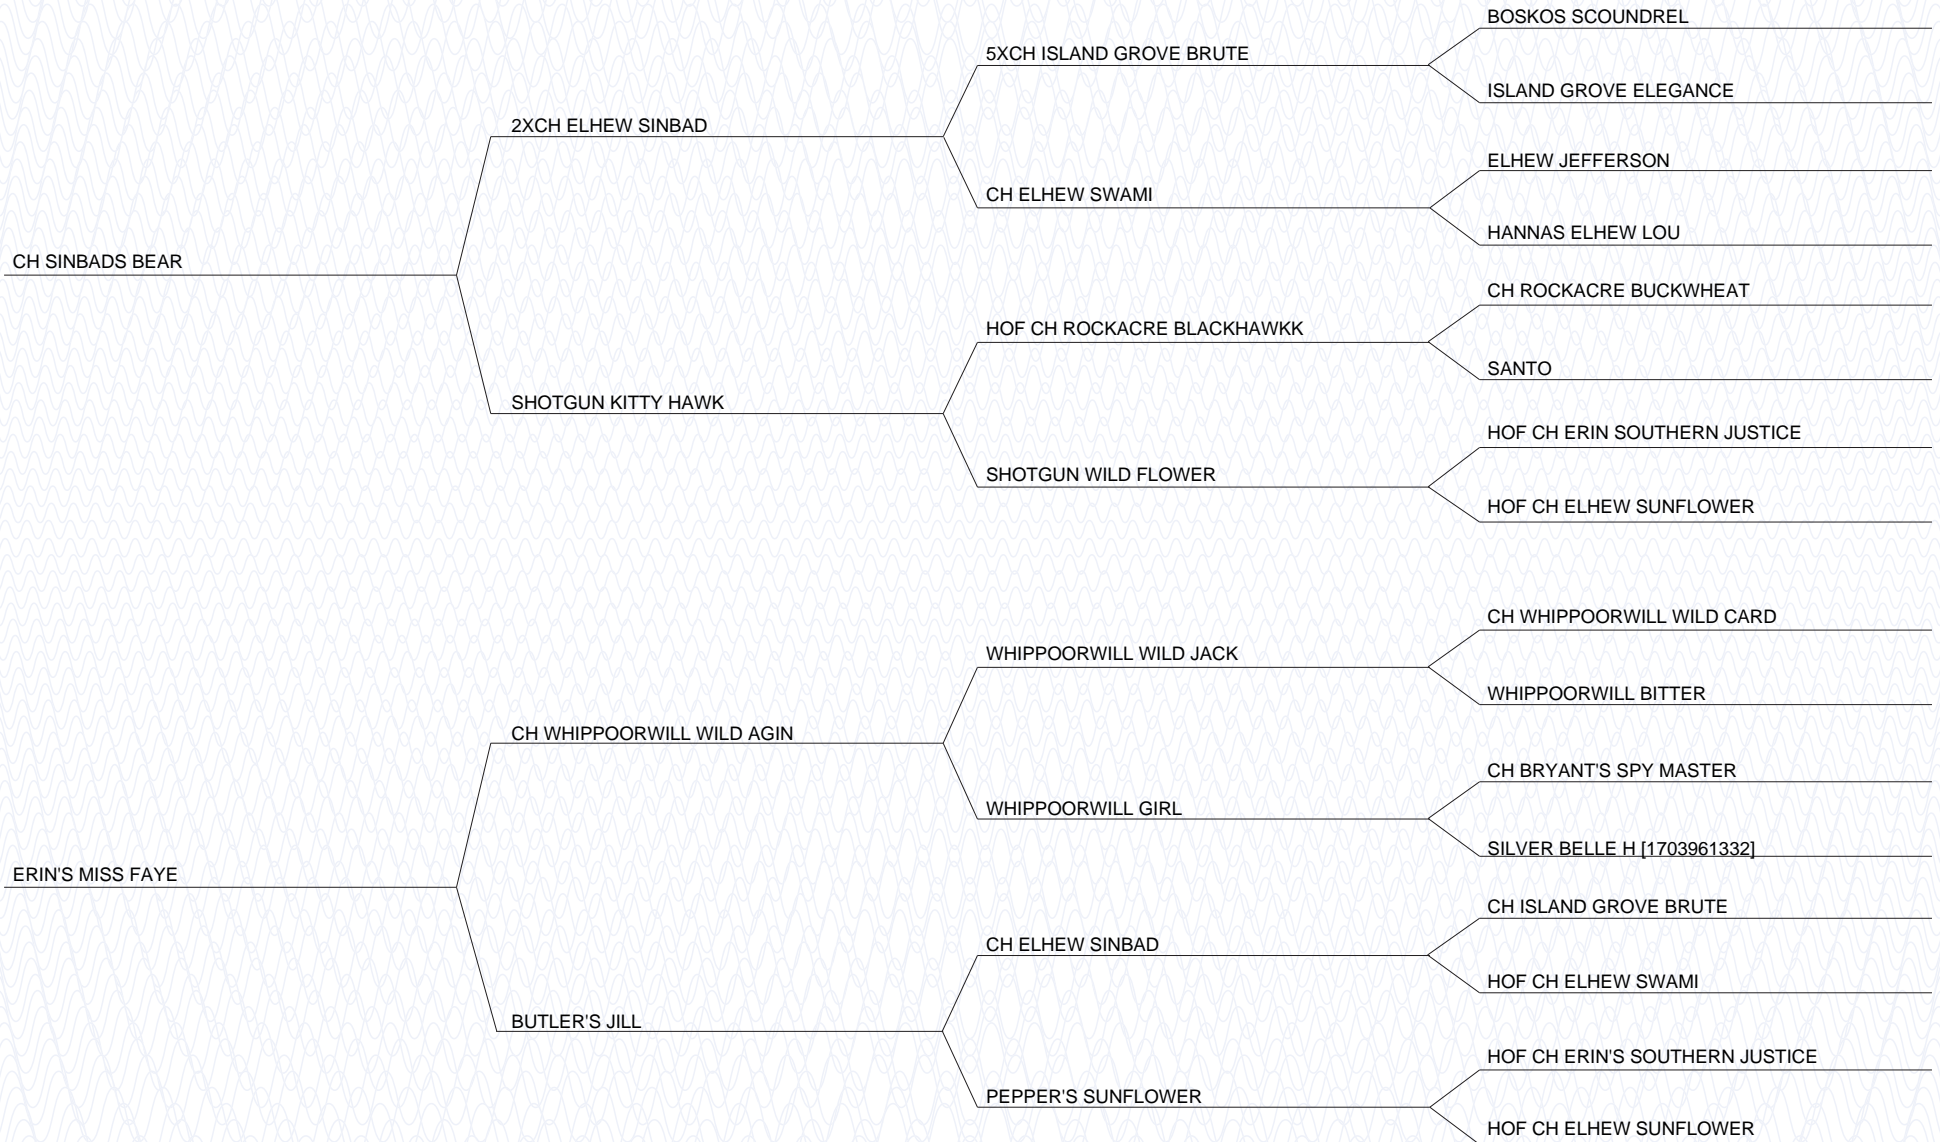 BOSKOS SCOUNDREL
5XCH ISLAND GROVE BRUTE
ISLAND GROVE ELEGANCE
2XCH ELHEW SINBAD
ELHEW JEFFERSON
CH ELHEW SWAMI
HANNAS ELHEW LOU
CH SINBADS BEAR
CH ROCKACRE BUCKWHEAT
HOF CH ROCKACRE BLACKHAWKK
SANTO
SHOTGUN KITTY HAWK
HOF CH ERIN SOUTHERN JUSTICE
SHOTGUN WILD FLOWER
HOF CH ELHEW SUNFLOWER
CH WHIPPOORWILL WILD CARD
WHIPPOORWILL WILD JACK
WHIPPOORWILL BITTER
CH WHIPPOORWILL WILD AGIN
CH BRYANT'S SPY MASTER
WHIPPOORWILL GIRL
SILVER BELLE H [1703961332]
ERIN'S MISS FAYE
CH ISLAND GROVE BRUTE
CH ELHEW SINBAD
HOF CH ELHEW SWAMI
BUTLER'S JILL
HOF CH ERIN'S SOUTHERN JUSTICE
PEPPER'S SUNFLOWER
HOF CH ELHEW SUNFLOWER